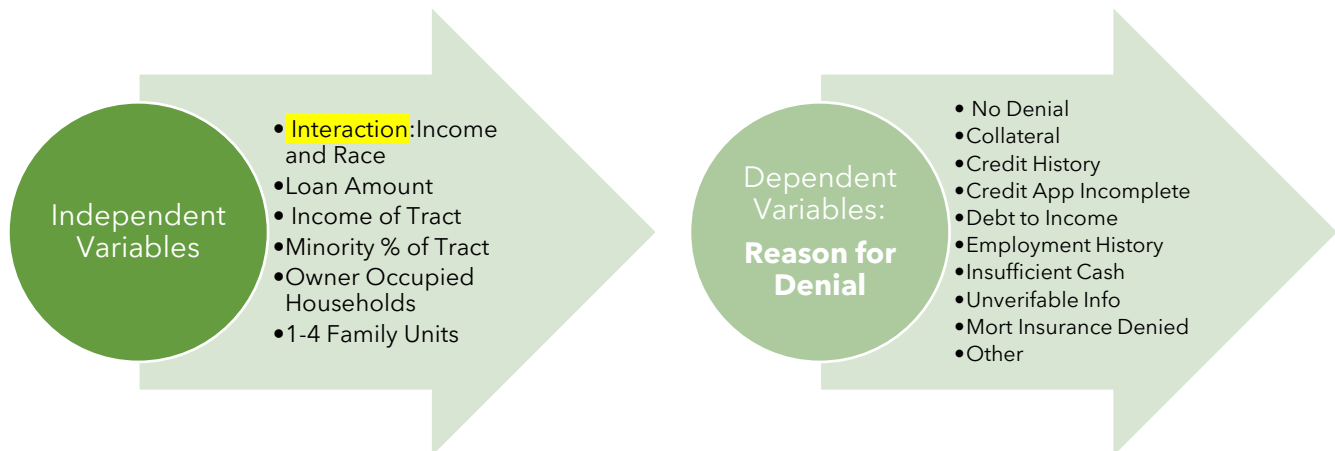 Independent
Variables
• Interaction:Income
and Race
•Loan Amount
• Income of Tract
•Minority % of Tract
•Owner Occupied
Households
•1-4 Family Units
Dependent
Variables:
Reason for
Denial
• No Denial
•Collateral
•Credit History
•Credit App Incomplete
•Debt to Income
•Employment History
•Insufficient Cash
•Unverifable Info
•Mort Insurance Denied
•Other